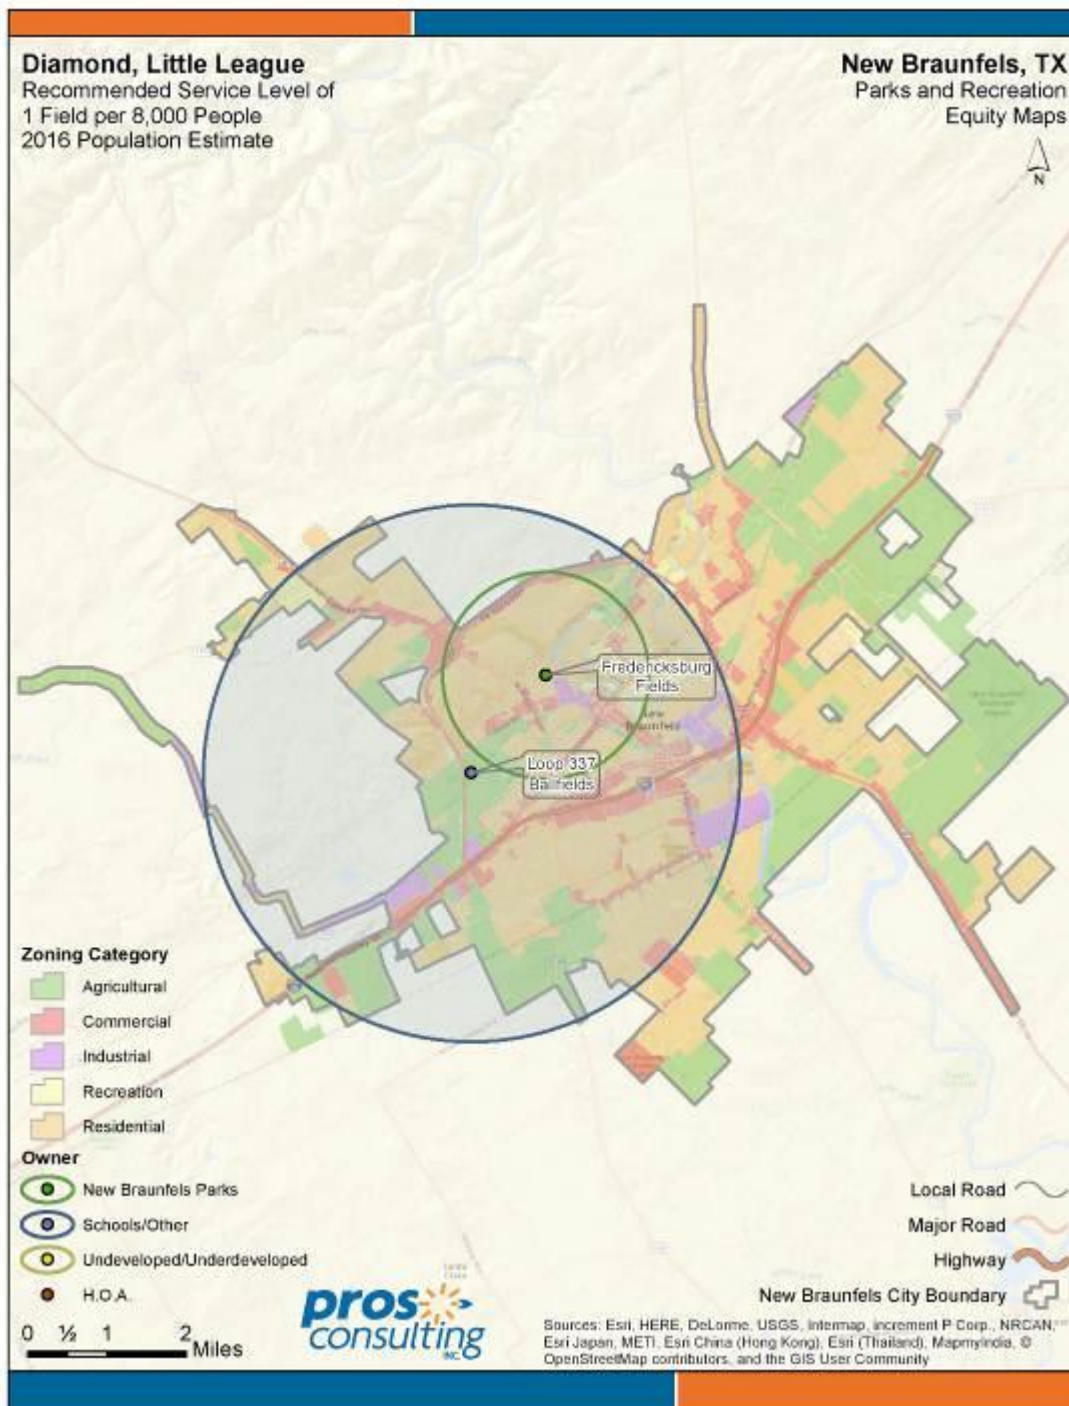 Diamond, Little League
Recommended Service Level of
1 Field per 8,000 People
2016 Population Estimate
New Braunfels, TX
Parks and Recreation
Equity Maps
N
Fredericksburg
Fields
New
Braunfels
Loop 337
Ballfields
Zoning Category
Agricultural
Commercial
Industrial
Recreation
Residential
Owner
New Braunfels Parks
Schools/Other
Undeveloped/Underdeveloped
H.O.A.
0 ½ 1 2 Miles
pros
consulting
INC.
Local Road
Major Road
Highway
New Braunfels City Boundary
Sources: Esri, HERE, DeLorme, USGS, Intermap, increment P Corp., NRCAN,
Esri Japan, METI, Esri China (Hong Kong), Esri (Thailand), MapmyIndia, ©
OpenStreetMap contributors, and the GIS User Community